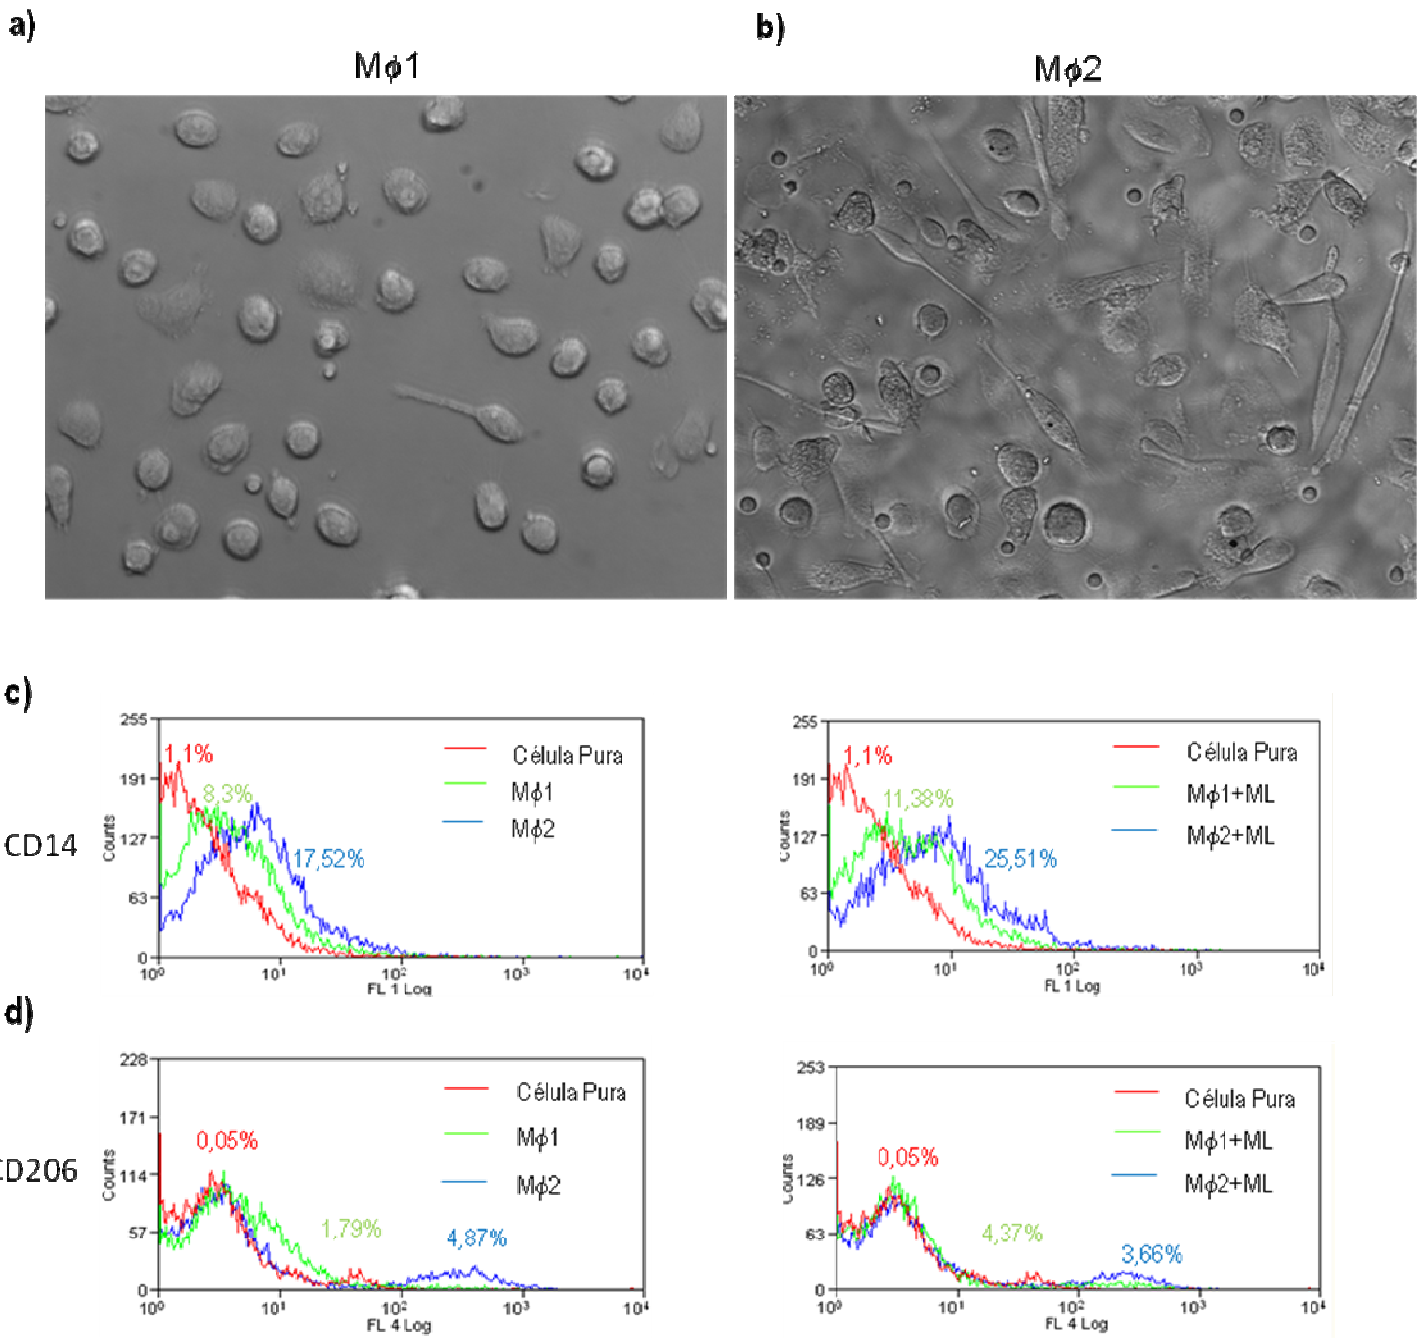 a)
b)
Mϕ1
Mϕ2
c)
CD14
255
191
127
63
0
Counts
1,1%
8,3%
17,52%
Célula Pura
Mϕ1
Mϕ2
10⁰
10¹
10²
10³
10⁴
FL 1 Log
255
191
127
63
0
Counts
1,1%
11,38%
25,51%
Célula Pura
Mϕ1+ML
Mϕ2+ML
10⁰
10¹
10²
10³
10⁴
FL 1 Log
d)
CD206
228
171
114
57
0
Counts
0,05%
1,79%
4,87%
Célula Pura
Mϕ1
Mϕ2
10⁰
10¹
10²
10³
10⁴
FL 4 Log
253
189
126
63
0
Counts
0,05%
4,37%
3,66%
Célula Pura
Mϕ1+ML
Mϕ2+ML
10⁰
10¹
10²
10³
10⁴
FL 4 Log